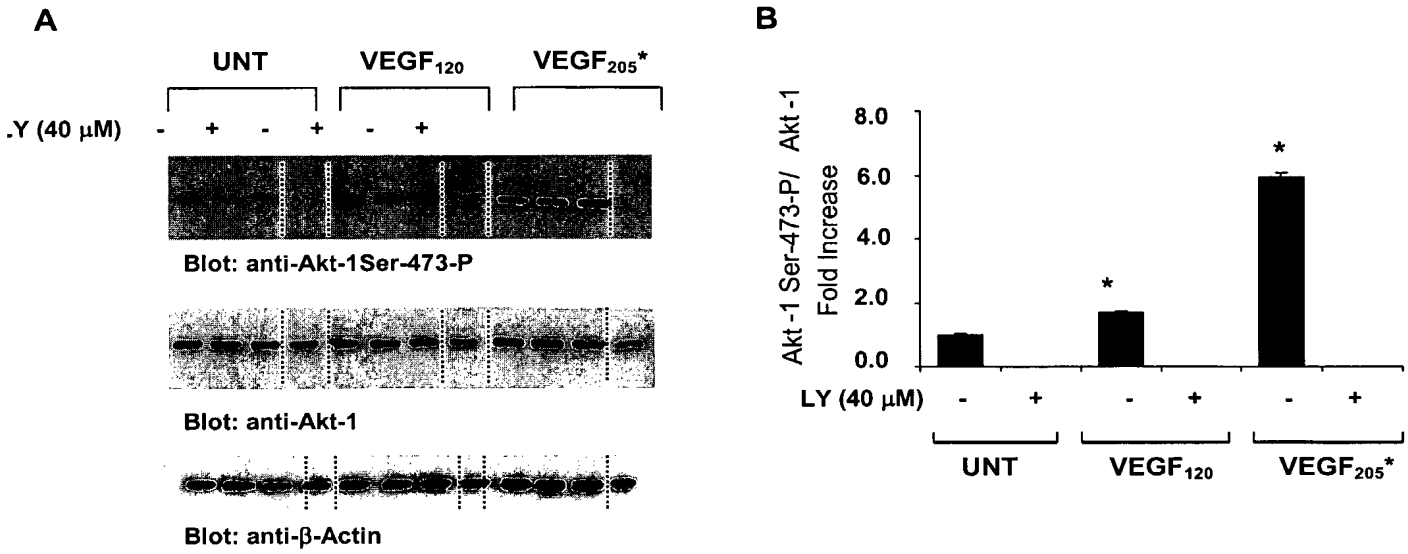 A
UNT VEGF120 VEGF205*
.Y (40 μM) - + - + - +
Blot: anti-Akt-1Ser-473-P
Blot: anti-Akt-1
Blot: anti-β-Actin
B
Akt-1 Ser-473-P/ Akt-1
Fold Increase
8.0
6.0
4.0
2.0
0.0
* * *
LY (40 μM) - + - + - +
UNT VEGF120 VEGF205*